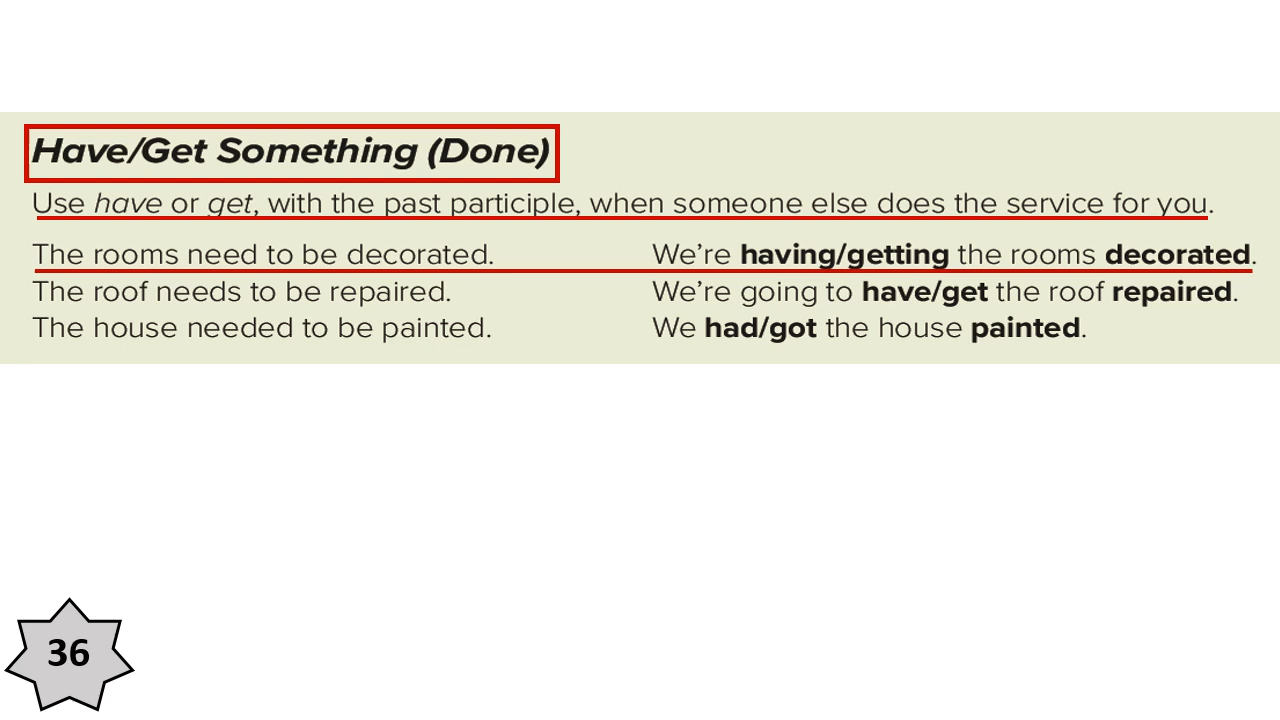 Have/Get Something (Done)
Use have or get, with the past participle, when someone else does the service for you.
The rooms need to be decorated. We’re having/getting the rooms decorated.
The roof needs to be repaired. We’re going to have/get the roof repaired.
The house needed to be painted. We had/got the house painted.
36